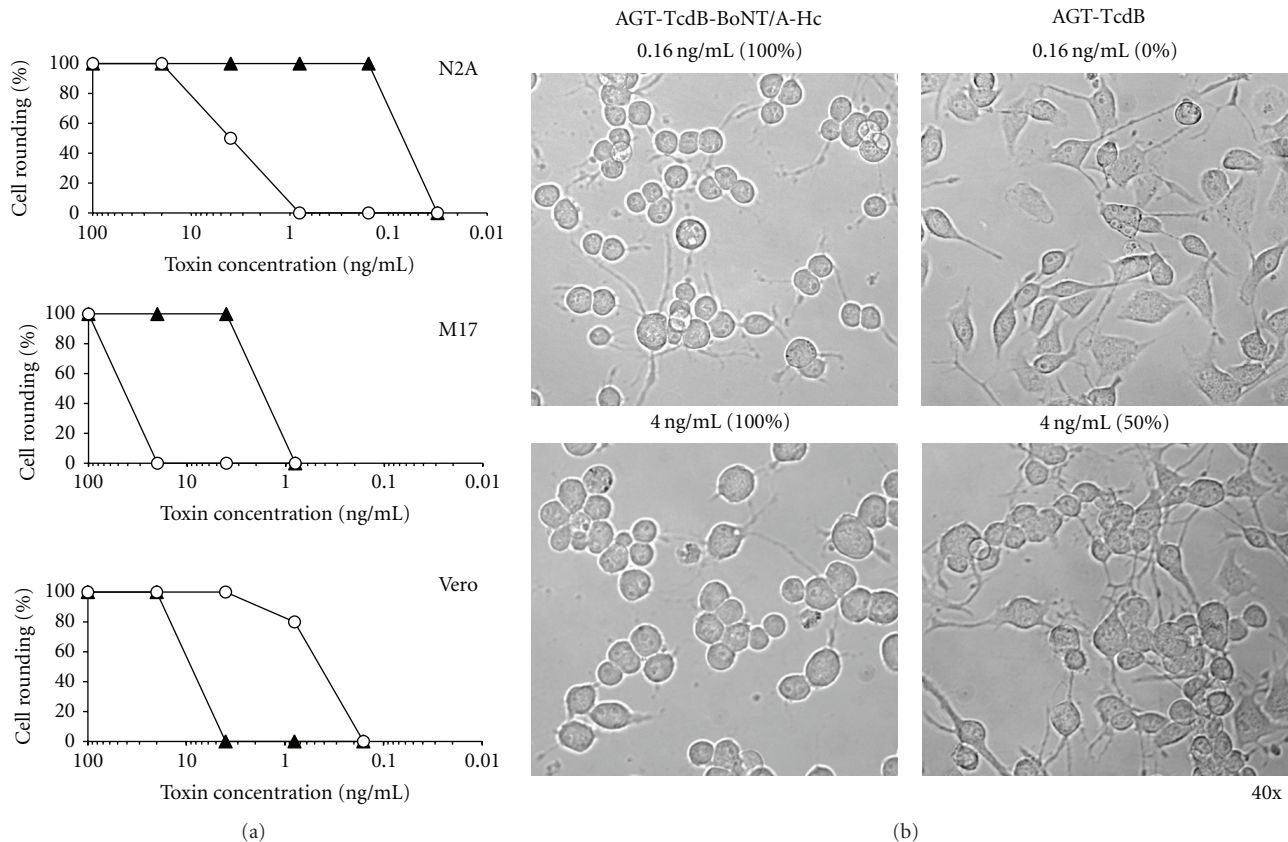 N2A
Cell rounding (%)
100
80
60
40
20
0
100 10 1 0.1 0.01
Toxin concentration (ng/mL)
M17
Cell rounding (%)
100
80
60
40
20
0
100 10 1 0.1 0.01
Toxin concentration (ng/mL)
Vero
Cell rounding (%)
100
80
60
40
20
0
100 10 1 0.1 0.01
Toxin concentration (ng/mL)
(a)
AGT-TcdB-BoNT/A-Hc
0.16 ng/mL (100%)
AGT-TcdB
0.16 ng/mL (0%)
4 ng/mL (100%)
4 ng/mL (50%)
40x
(b)